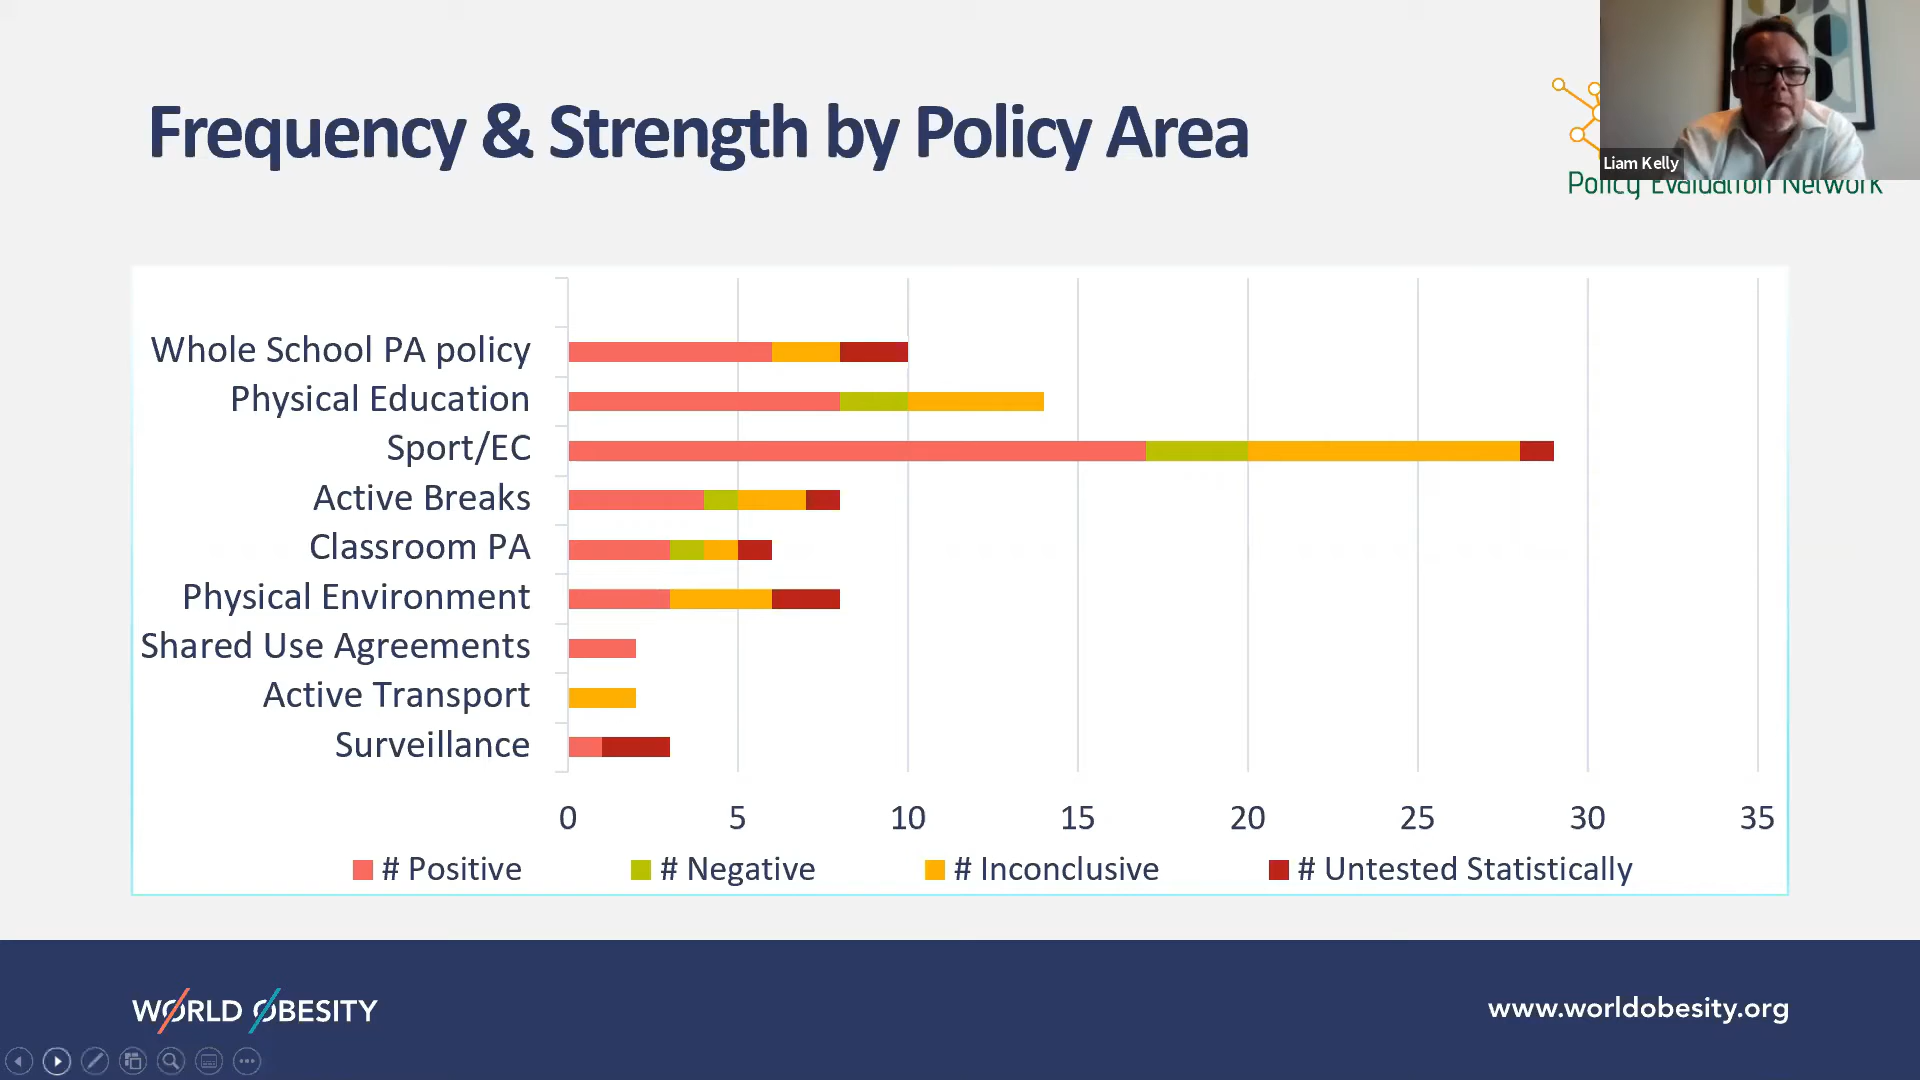 Frequency & Strength by Policy Area
Liam Kelly
Policy Evaluation Network
Whole School PA policy
Physical Education
Sport/EC
Active Breaks
Classroom PA
Physical Environment
Shared Use Agreements
Active Transport
Surveillance
0 5 10 15 20 25 30 35
# Positive # Negative # Inconclusive # Untested Statistically
WORLD OBESITY
www.worldobesity.org